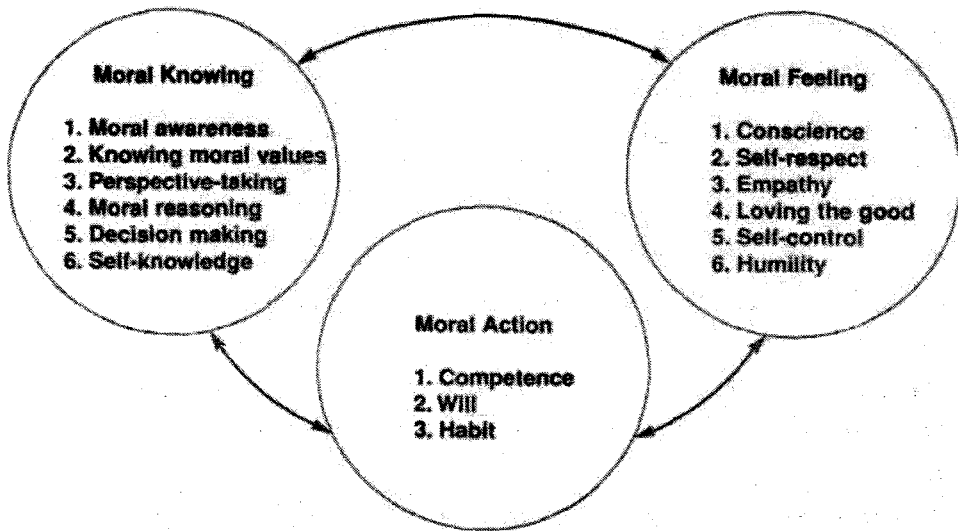 Moral Knowing
1. Moral awareness
2. Knowing moral values
3. Perspective-taking
4. Moral reasoning
5. Decision making
6. Self-knowledge
Moral Feeling
1. Conscience
2. Self-respect
3. Empathy
4. Loving the good
5. Self-control
6. Humility
Moral Action
1. Competence
2. Will
3. Habit